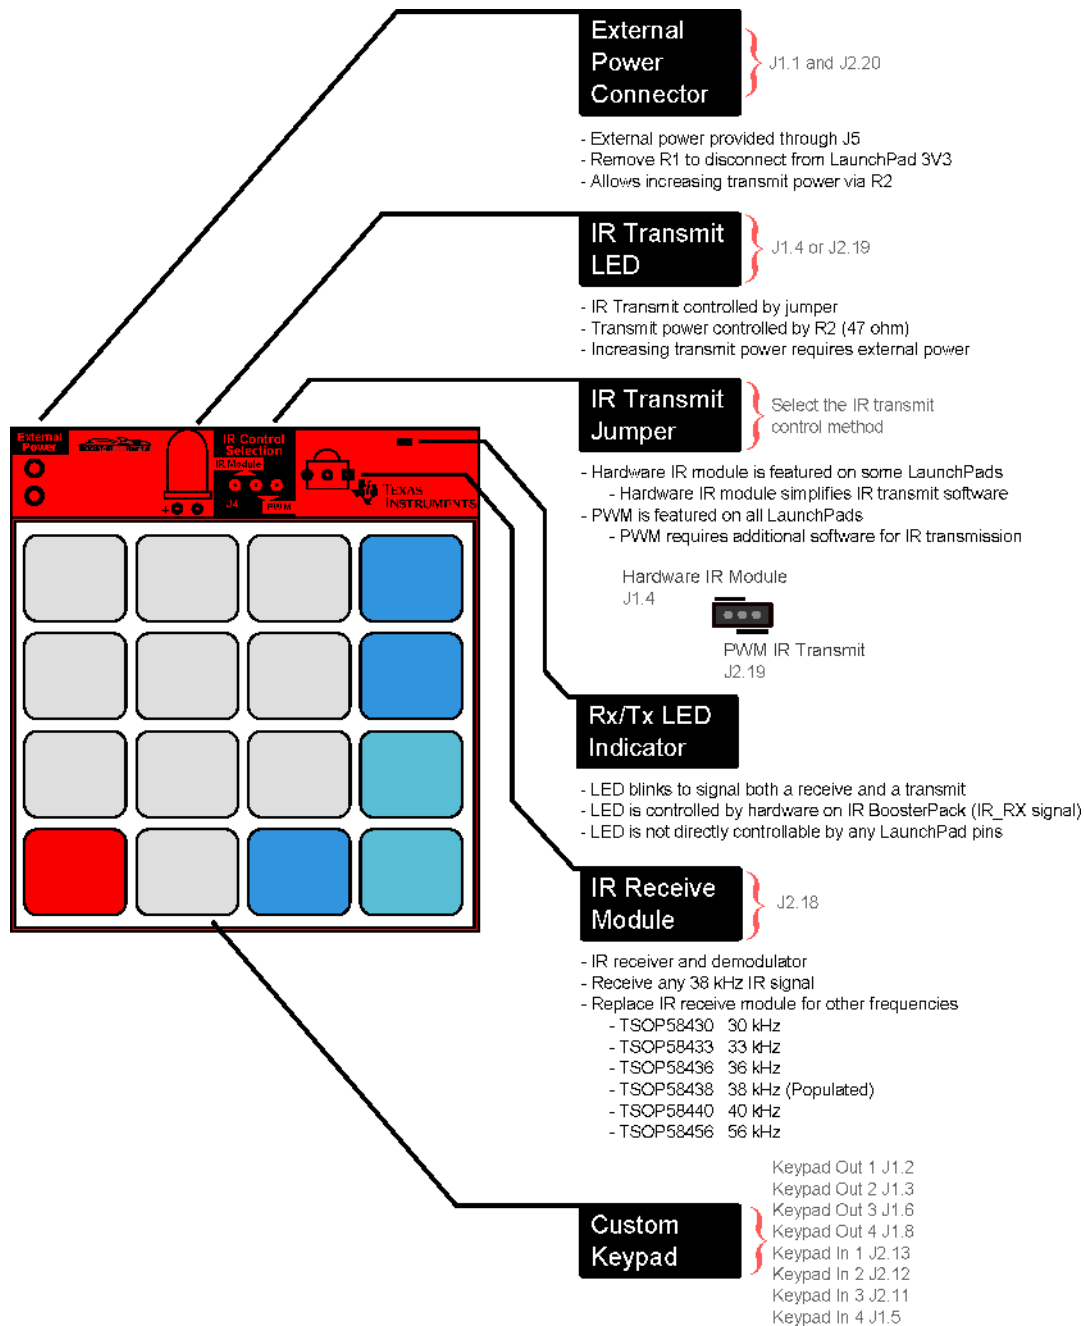 External
Power
Connector
J1.1 and J2.20
- External power provided through J5
- Remove R1 to disconnect from LaunchPad 3V3
- Allows increasing transmit power via R2
IR Transmit
LED
J1.4 or J2.19
- IR Transmit controlled by jumper
- Transmit power controlled by R2 (47 ohm)
- Increasing transmit power requires external power
IR Transmit
Jumper
Select the IR transmit
control method
- Hardware IR module is featured on some LaunchPads
- Hardware IR module simplifies IR transmit software
- PWM is featured on all LaunchPads
- PWM requires additional software for IR transmission
Hardware IR Module
J1.4
PWM IR Transmit
J2.19
External
Power
IR Control
Selection
IR Module
J4
PWM
+
TEXAS
INSTRUMENTS
Rx/Tx LED
Indicator
- LED blinks to signal both a receive and a transmit
- LED is controlled by hardware on IR BoosterPack (IR_RX signal)
- LED is not directly controllable by any LaunchPad pins
IR Receive
Module
J2.18
- IR receiver and demodulator
- Receive any 38 kHz IR signal
- Replace IR receive module for other frequencies
- TSOP58430 30 kHz
- TSOP58433 33 kHz
- TSOP58436 36 kHz
- TSOP58438 38 kHz (Populated)
- TSOP58440 40 kHz
- TSOP58456 56 kHz
Custom
Keypad
Keypad Out 1 J1.2
Keypad Out 2 J1.3
Keypad Out 3 J1.6
Keypad Out 4 J1.8
Keypad In 1 J2.13
Keypad In 2 J2.12
Keypad In 3 J2.11
Keypad In 4 J1.5